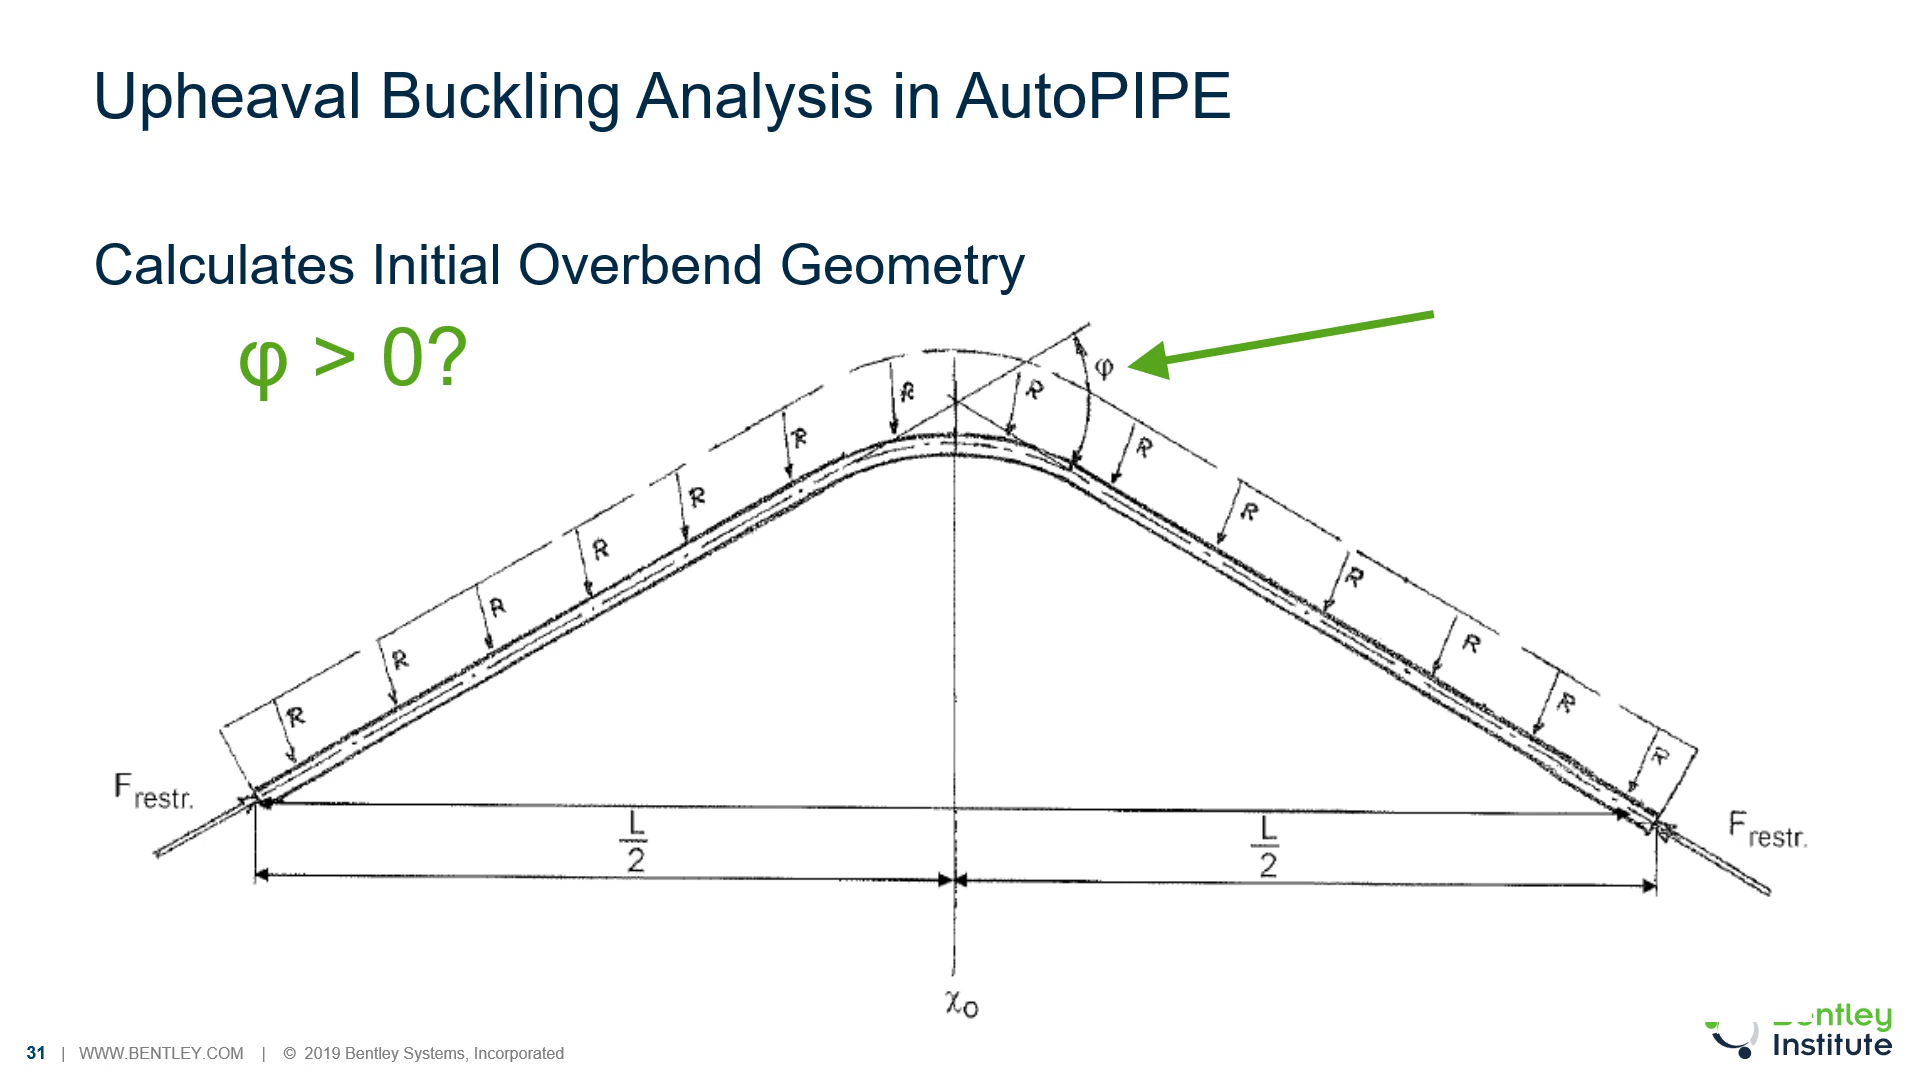 Upheaval Buckling Analysis in AutoPIPE
Calculates Initial Overbend Geometry
φ > 0?
φ
R
R
R
R
R
R
R
R
R
R
R
R
R
R
F restr.
F restr.
L
2
L
2
χ0
31 | WWW.BENTLEY.COM | © 2019 Bentley Systems, Incorporated
Bentley
Institute